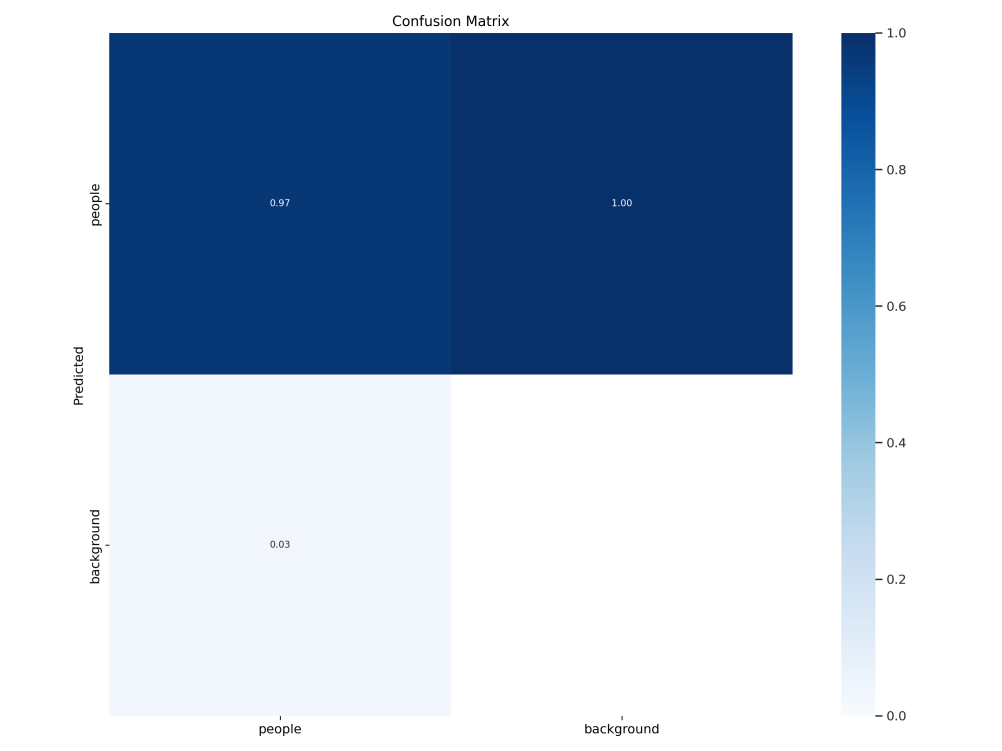 Confusion Matrix
people
0.97
1.00
Predicted
background
0.03
people
background
1.0
0.8
0.6
0.4
0.2
0.0